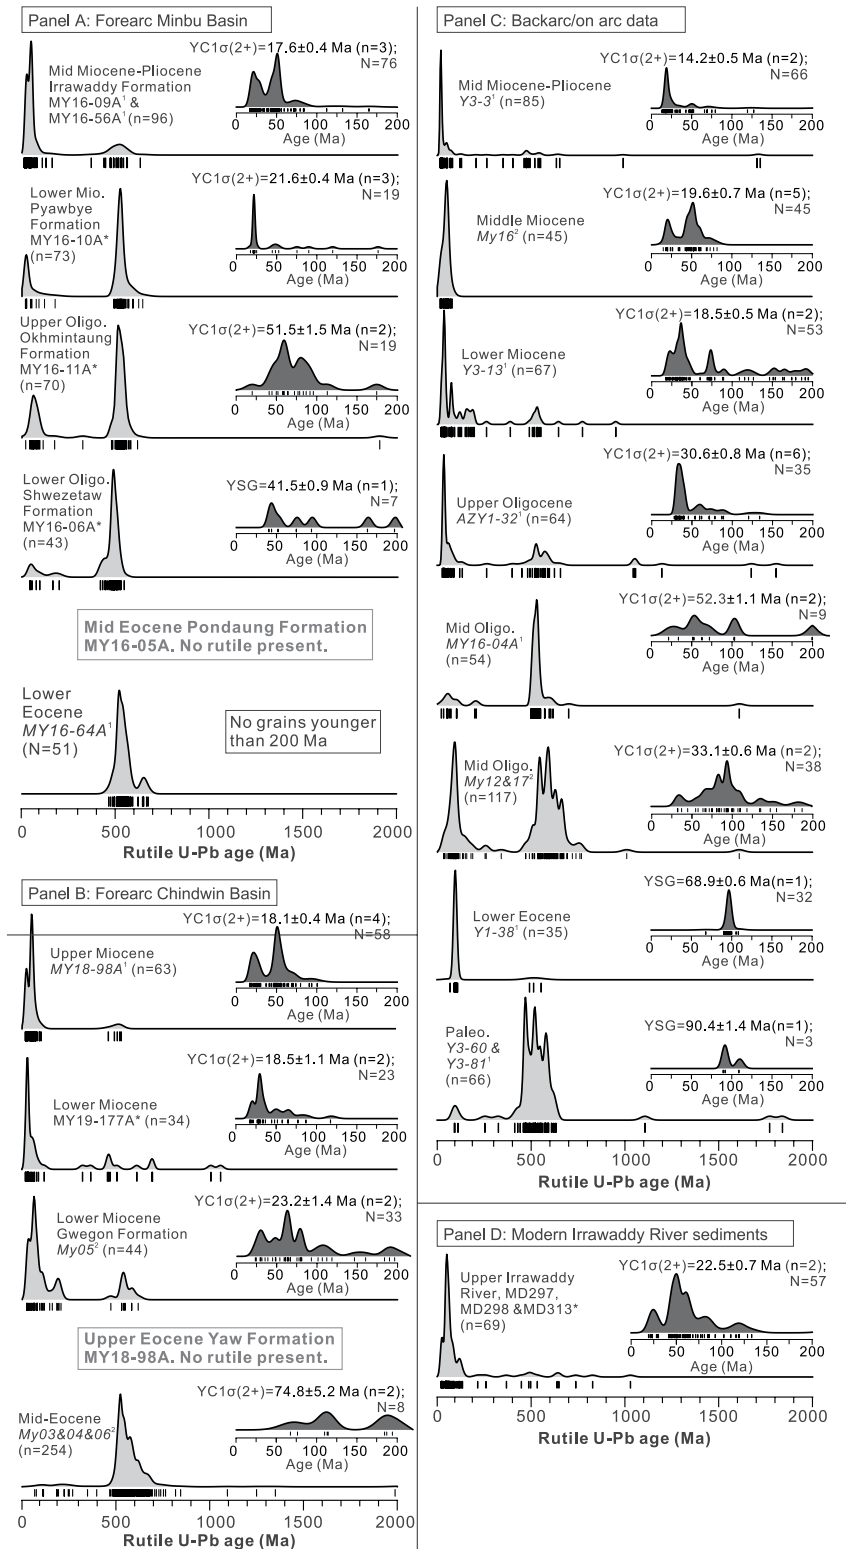 Panel A: Forearc Minbu Basin
YC1σ(2+)=17.6±0.4 Ma (n=3);
N=76
Mid Miocene-Pliocene
Irrawaddy Formation
MY16-09A¹ &
MY16-56A¹ (n=96)
0 50 100 150 200
Age (Ma)
YC1σ(2+)=21.6±0.4 Ma (n=3);
N=19
Lower Mio.
Pyawbye
Formation
MY16-10A*
(n=73)
0 50 100 150 200
Age (Ma)
YC1σ(2+)=51.5±1.5 Ma (n=2);
N=19
Upper Oligo.
Okhmintaung
Formation
MY16-11A*
(n=70)
0 50 100 150 200
Age (Ma)
YSG=41.5±0.9 Ma (n=1);
N=7
Lower Oligo.
Shwezetaw
Formation
MY16-06A*
(n=43)
0 50 100 150 200
Age (Ma)
Mid Eocene Pondaung Formation
MY16-05A. No rutile present.
Lower
Eocene
MY16-64A¹
(N=51)
No grains younger
than 200 Ma
0 500 1000 1500 2000
Rutile U-Pb age (Ma)
Panel B: Forearc Chindwin Basin
YC1σ(2+)=18.1±0.4 Ma (n=4);
N=58
Upper Miocene
MY18-98A¹ (n=63)
0 50 100 150 200
Age (Ma)
YC1σ(2+)=18.5±1.1 Ma (n=2);
N=23
Lower Miocene
MY19-177A* (n=34)
0 50 100 150 200
Age (Ma)
YC1σ(2+)=23.2±1.4 Ma (n=2);
N=33
Lower Miocene
Gwegon Formation
My05² (n=44)
0 50 100 150 200
Age (Ma)
Upper Eocene Yaw Formation
MY18-98A. No rutile present.
YC1σ(2+)=74.8±5.2 Ma (n=2);
N=8
Mid-Eocene
My03&04&06²
(n=254)
0 50 100 150 200
Age (Ma)
0 500 1000 1500 2000
Rutile U-Pb age (Ma)
Panel C: Backarc/on arc data
YC1σ(2+)=14.2±0.5 Ma (n=2);
N=66
Mid Miocene-Pliocene
Y3-3¹ (n=85)
0 50 100 150 200
Age (Ma)
YC1σ(2+)=19.6±0.7 Ma (n=5);
N=45
Middle Miocene
My16² (n=45)
0 50 100 150 200
Age (Ma)
YC1σ(2+)=18.5±0.5 Ma (n=2);
N=53
Lower Miocene
Y3-13¹ (n=67)
0 50 100 150 200
Age (Ma)
YC1σ(2+)=30.6±0.8 Ma (n=6);
N=35
Upper Oligocene
AZY1-32¹ (n=64)
0 50 100 150 200
Age (Ma)
YC1σ(2+)=52.3±1.1 Ma (n=2);
N=9
Mid Oligo.
MY16-04A¹
(n=54)
0 50 100 150 200
Age (Ma)
YC1σ(2+)=33.1±0.6 Ma (n=2);
N=38
Mid Oligo.
My12&17²
(n=117)
0 50 100 150 200
Age (Ma)
YSG=68.9±0.6 Ma(n=1);
N=32
Lower Eocene
Y1-38¹ (n=35)
0 50 100 150 200
Age (Ma)
YSG=90.4±1.4 Ma(n=1);
N=3
Paleo.
Y3-60 &
Y3-81¹
(n=66)
0 50 100 150 200
Age (Ma)
0 500 1000 1500 2000
Rutile U-Pb age (Ma)
Panel D: Modern Irrawaddy River sediments
YC1σ(2+)=22.5±0.7 Ma (n=2);
N=57
Upper Irrawaddy
River, MD297,
MD298 &MD313*
(n=69)
0 50 100 150 200
Age (Ma)
0 500 1000 1500 2000
Rutile U-Pb age (Ma)